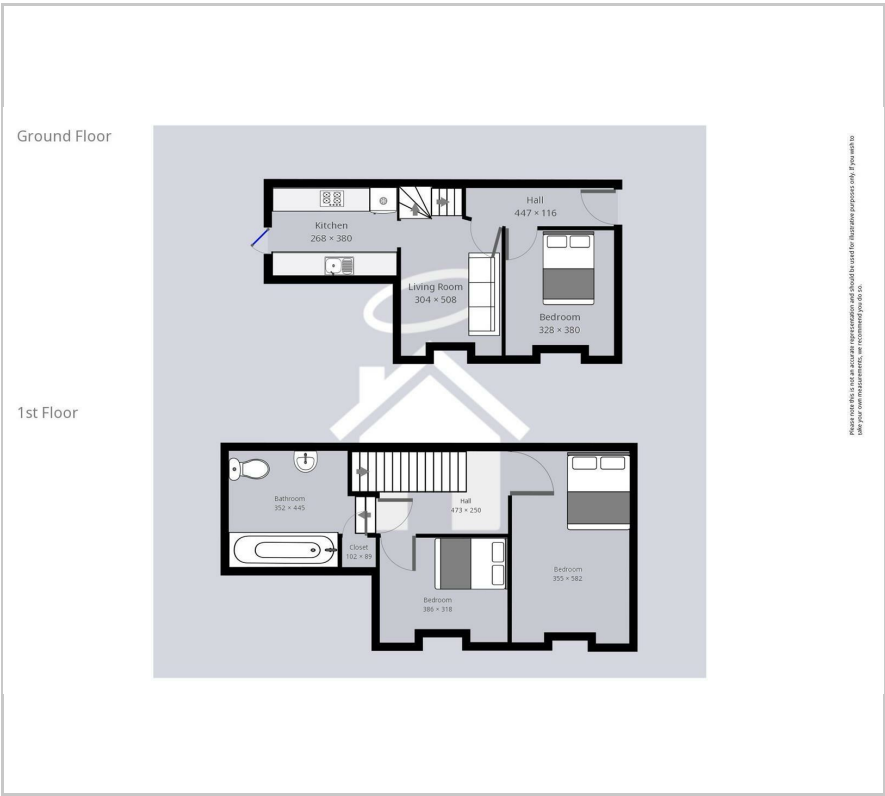 Ground Floor
Hall
447 × 116
Kitchen
268 × 380
Living Room
304 × 508
Bedroom
328 × 380
1st Floor
Bathroom
352 × 445
Hall
473 × 250
Closet
102 × 89
Bedroom
355 × 582
Bedroom
386 × 318
Please note this is not an accurate representation and should be used for illustrative purposes only. If you wish to
take your own measurements, we recommend you do so.